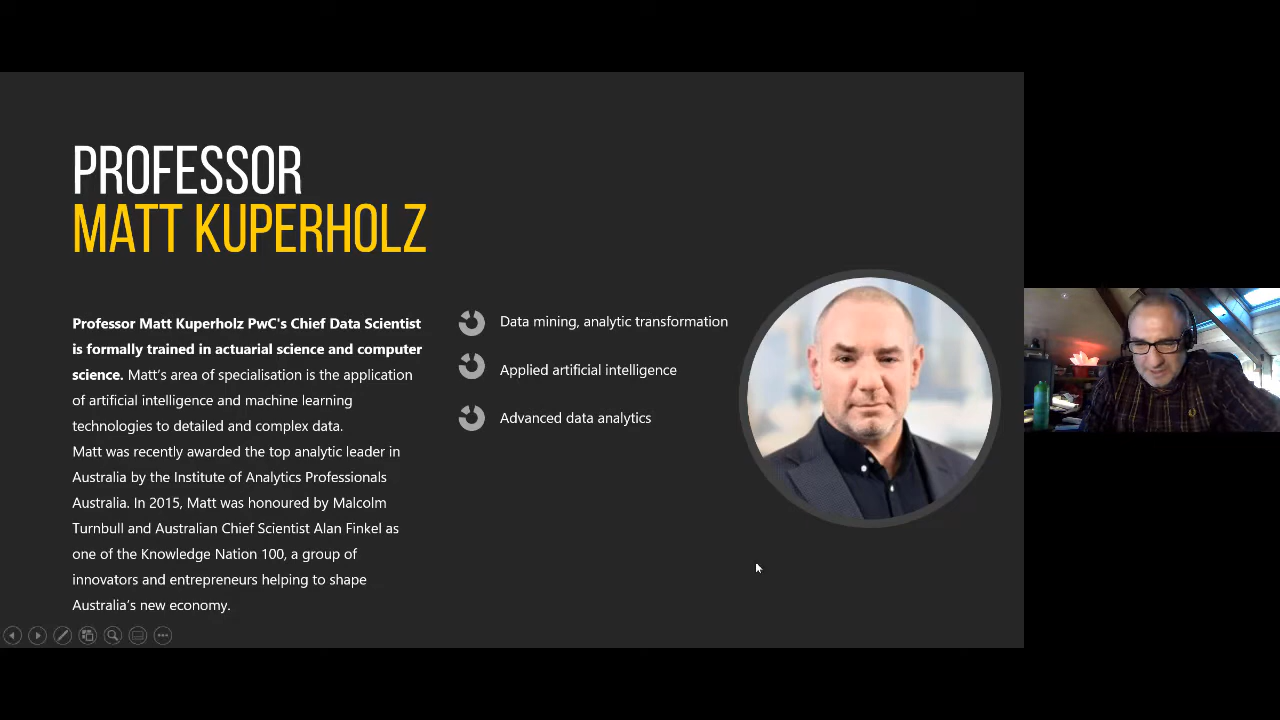 PROFESSOR
MATT KUPERHOLZ
Professor Matt Kuperholz PwC's Chief Data Scientist
is formally trained in actuarial science and computer
science. Matt's area of specialisation is the application
of artificial intelligence and machine learning
technologies to detailed and complex data.
Matt was recently awarded the top analytic leader in
Australia by the Institute of Analytics Professionals
Australia. In 2015, Matt was honoured by Malcolm
Turnbull and Australian Chief Scientist Alan Finkel as
one of the Knowledge Nation 100, a group of
innovators and entrepreneurs helping to shape
Australia's new economy.
Data mining, analytic transformation
Applied artificial intelligence
Advanced data analytics